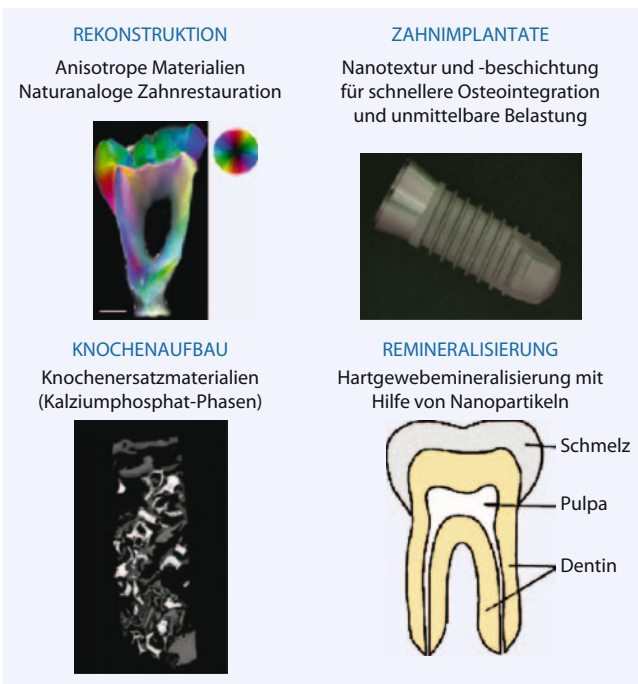 REKONSTRUKTION
Anisotrope Materialien
Naturanaloge Zahnrestauration
ZAHNIMPLANTATE
Nanotextur und -beschichtung
für schnellere Osteointegration
und unmittelbare Belastung
KNOCHENAUFBAU
Knochenersatzmaterialien
(Kalziumphosphat-Phasen)
REMINERALISIERUNG
Hartgewebemineralisierung mit
Hilfe von Nanopartikeln
Schmelz
Pulpa
Dentin